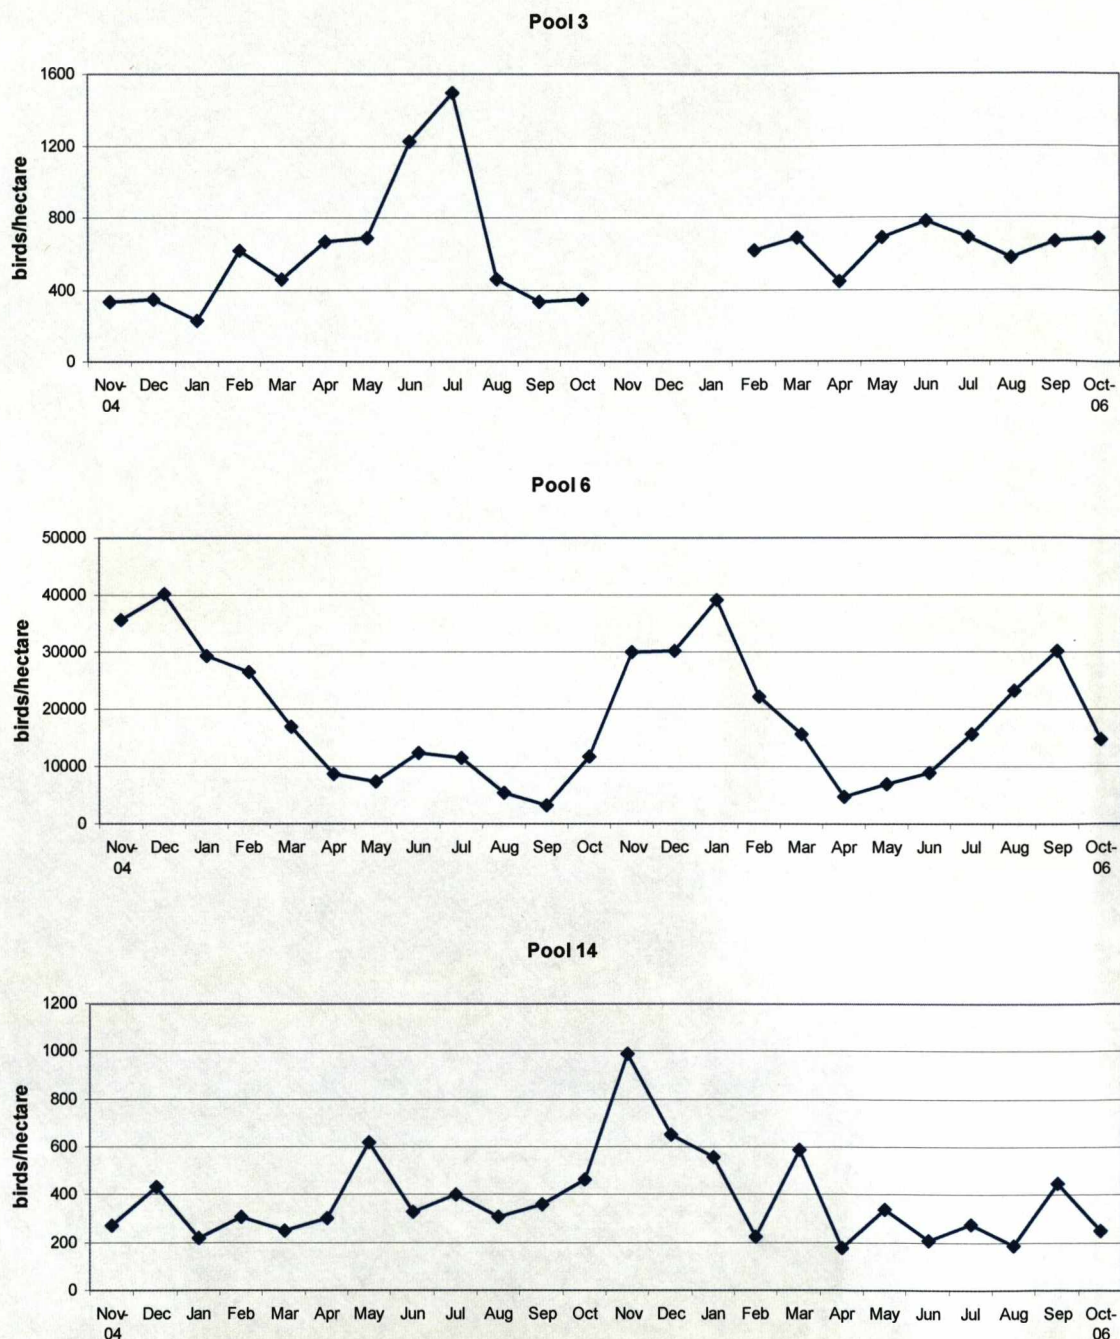 Pool 3
1600
1200
800
400
0
birds/hectare
Nov- Dec Jan Feb Mar Apr May Jun Jul Aug Sep Oct Nov Dec Jan Feb Mar Apr May Jun Jul Aug Sep Oct-
04 06
Pool 6
50000
40000
30000
20000
10000
0
birds/hectare
Nov- Dec Jan Feb Mar Apr May Jun Jul Aug Sep Oct Nov Dec Jan Feb Mar Apr May Jun Jul Aug Sep Oct-
04 06
Pool 14
1200
1000
800
600
400
200
0
birds/hectare
Nov- Dec Jan Feb Mar Apr May Jun Jul Aug Sep Oct Nov Dec Jan Feb Mar Apr May Jun Jul Aug Sep Oct-
04 06